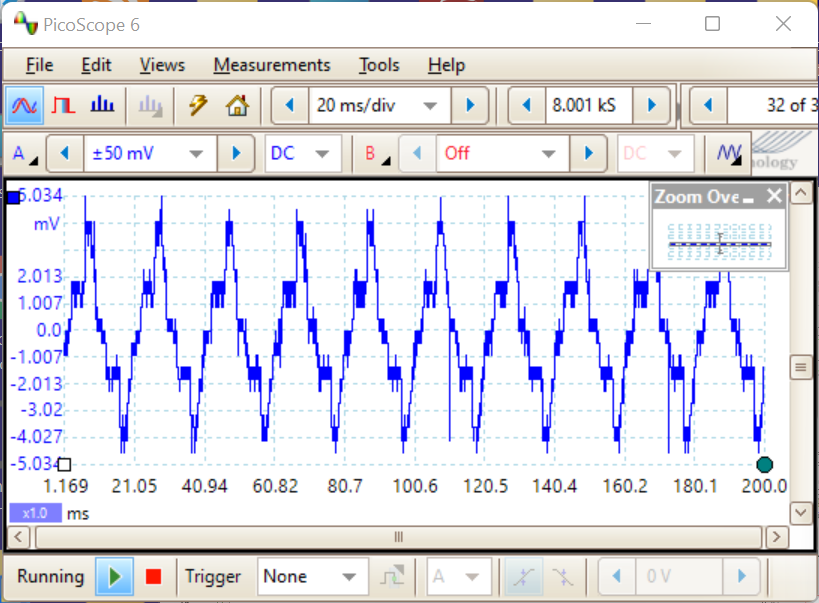 PicoScope 6
File Edit Views Measurements Tools Help
20 ms/div 8.001 kS 32 of 3
A ±50 mV DC B Off DC nology
5.034
mV
2.013
1.007
0.0
-1.007
-2.013
-3.02
-4.027
-5.034
Zoom Ove
1.169 21.05 40.94 60.82 80.7 100.6 120.5 140.4 160.2 180.1 200.0
x1.0 ms
Running Trigger None A 0 V